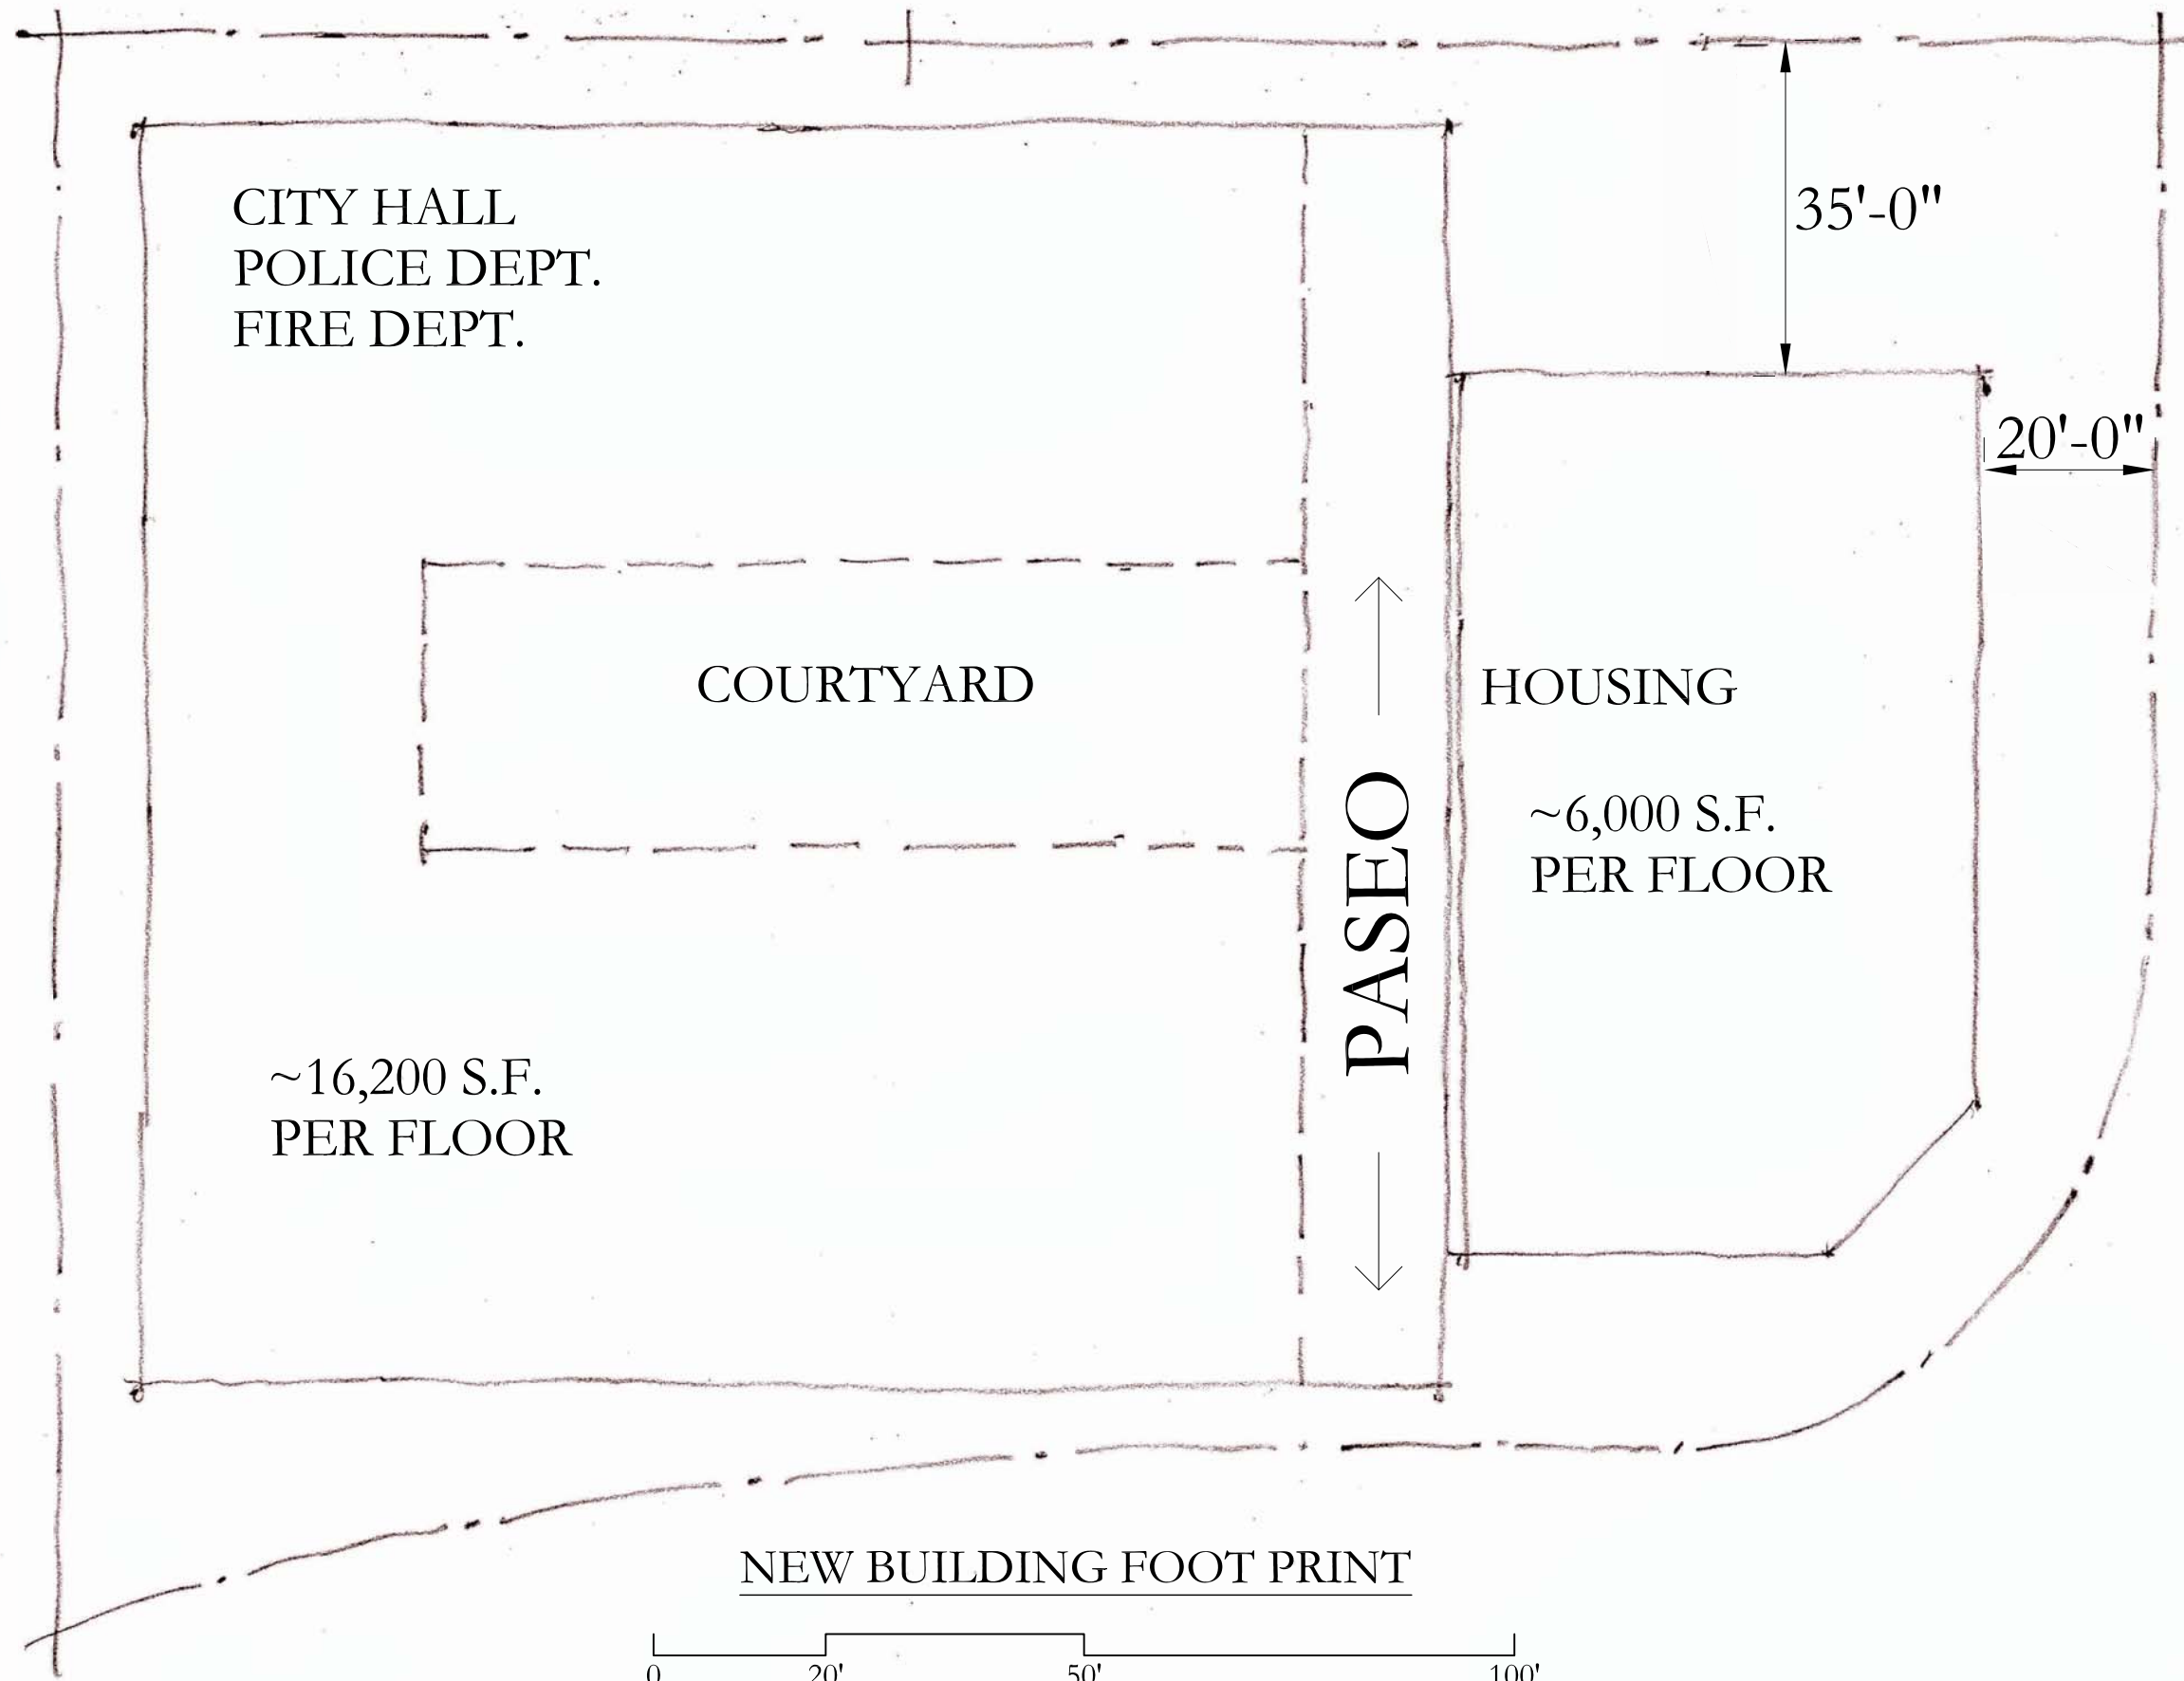 CITY HALL
POLICE DEPT.
FIRE DEPT.
35'-0"
20'-0"
COURTYARD
HOUSING
PASEO
~6,000 S.F.
PER FLOOR
~16,200 S.F.
PER FLOOR
NEW BUILDING FOOT PRINT
0 20' 50' 100'